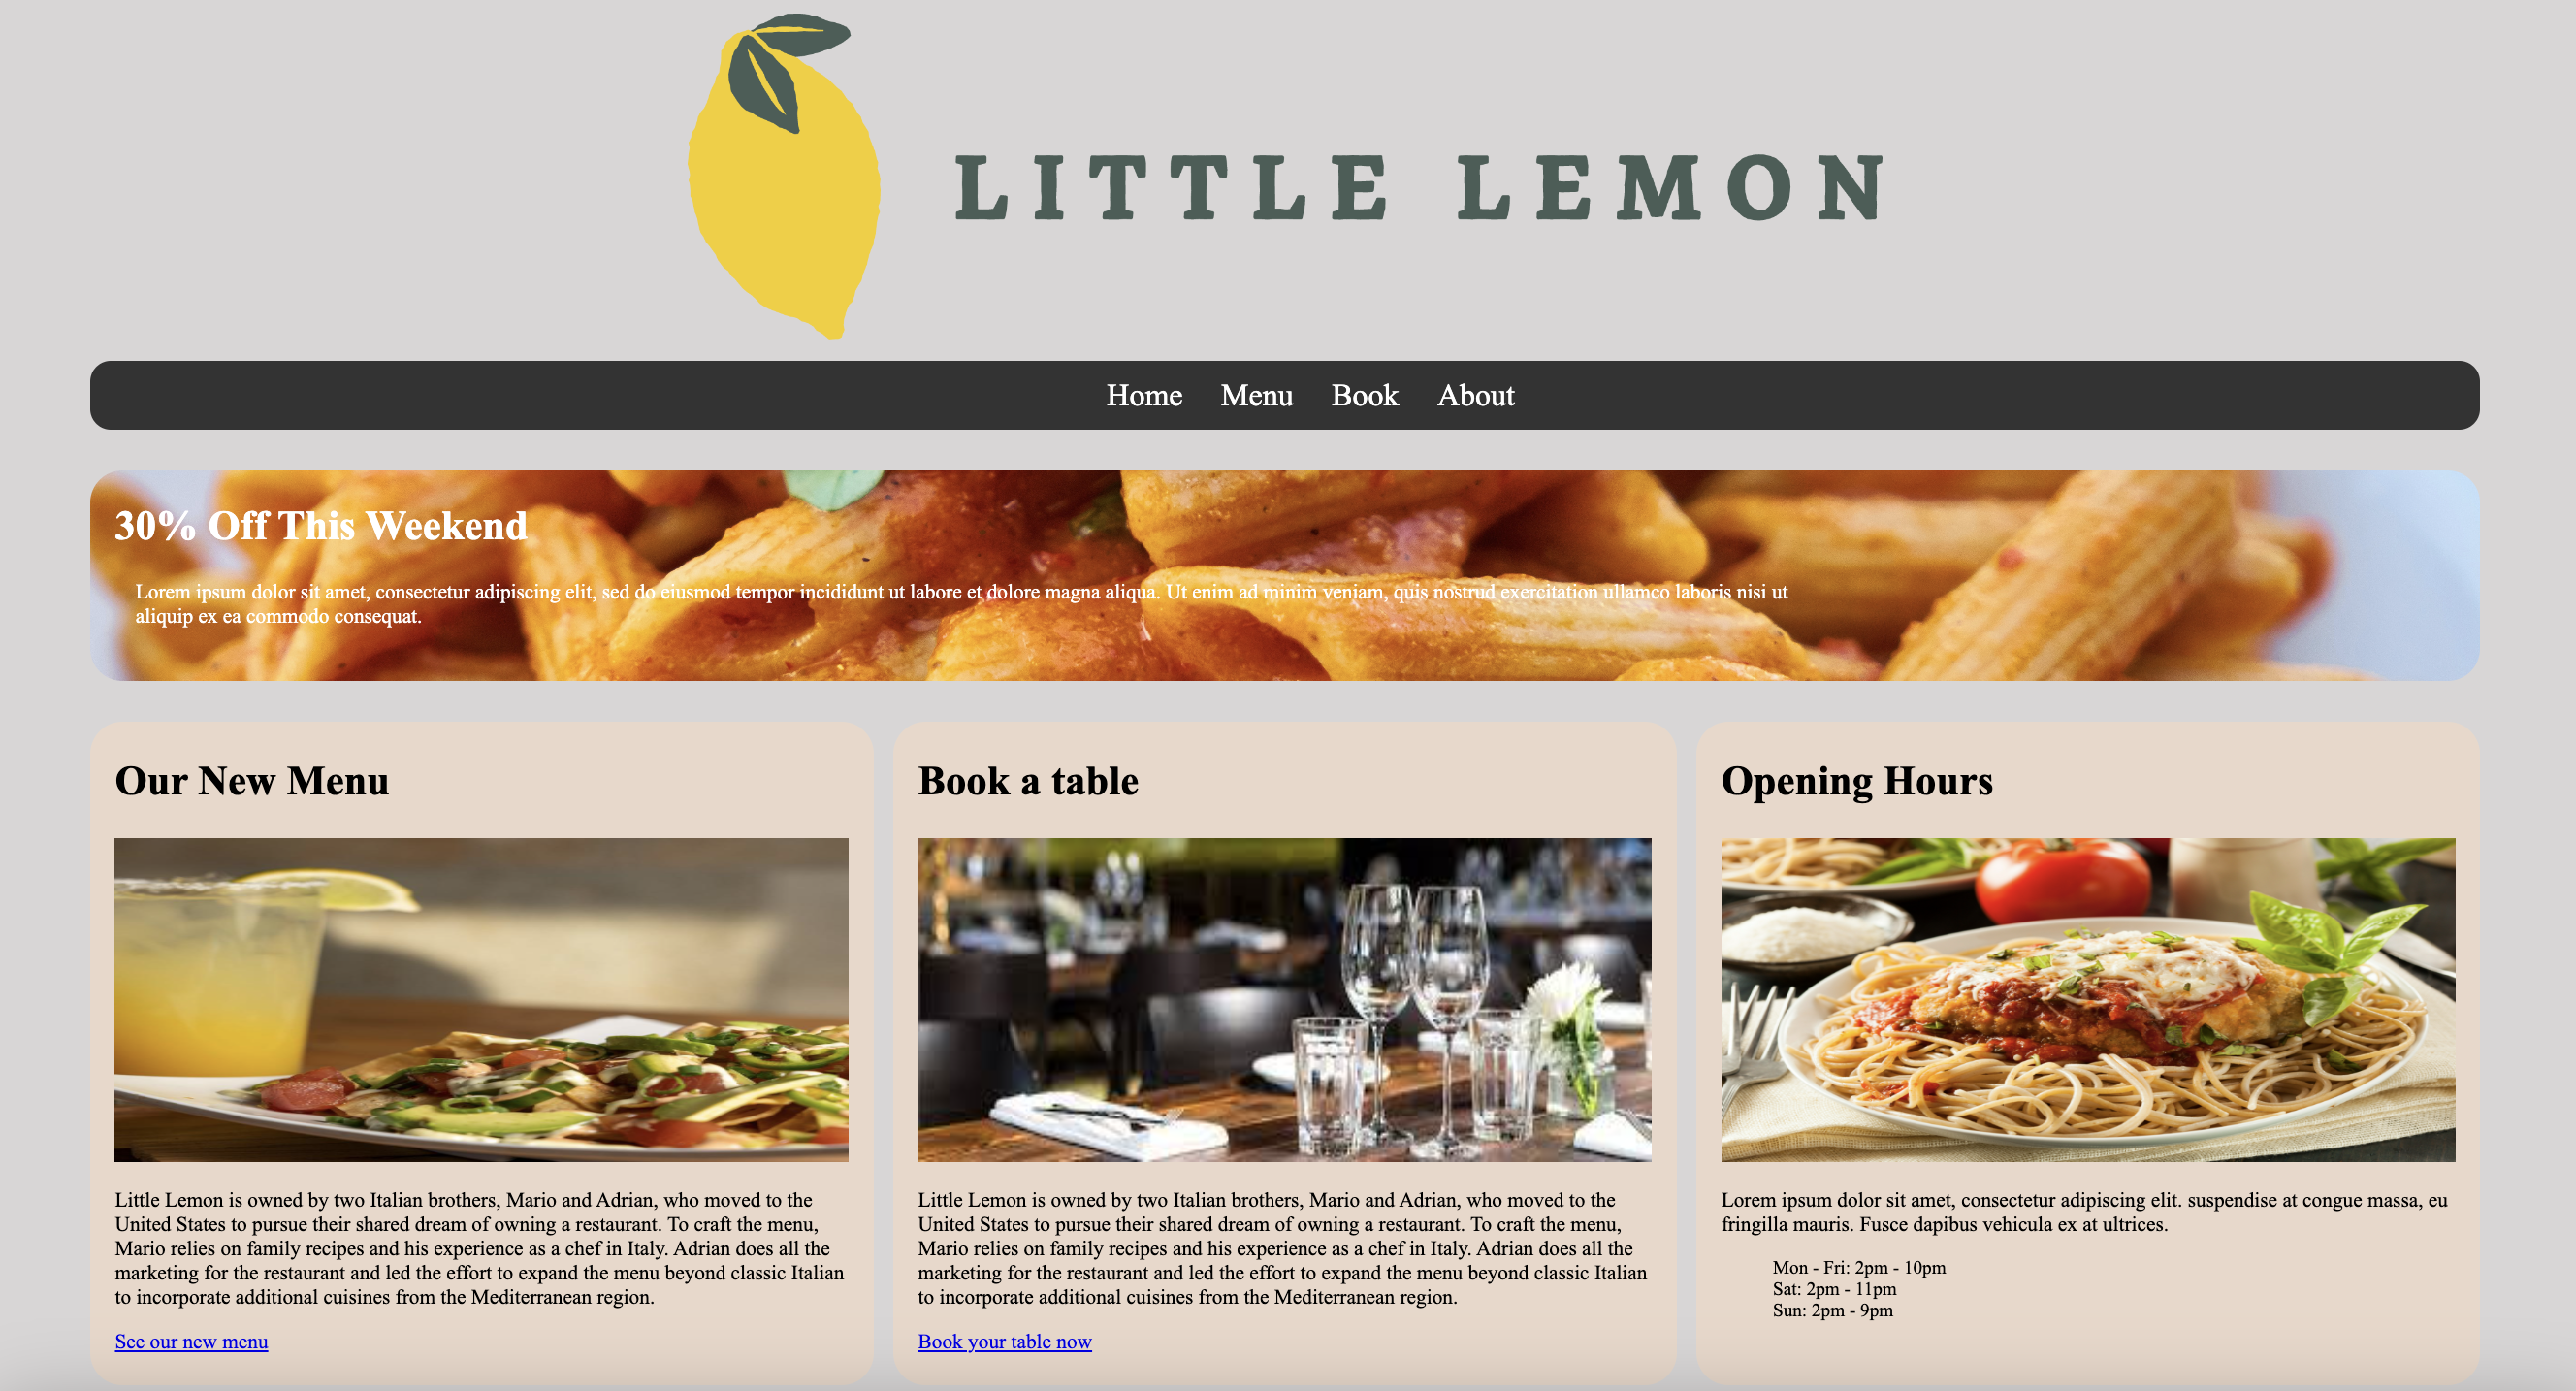 LITTLE LEMON
Home Menu Book About
30% Off This Weekend
Lorem ipsum dolor sit amet, consectetur adipiscing elit, sed do eiusmod tempor incididunt ut labore et dolore magna aliqua. Ut enim ad minim veniam, quis nostrud exercitation ullamco laboris nisi ut
aliquip ex ea commodo consequat.
Our New Menu
Little Lemon is owned by two Italian brothers, Mario and Adrian, who moved to the
United States to pursue their shared dream of owning a restaurant. To craft the menu,
Mario relies on family recipes and his experience as a chef in Italy. Adrian does all the
marketing for the restaurant and led the effort to expand the menu beyond classic Italian
to incorporate additional cuisines from the Mediterranean region.
See our new menu
Book a table
Little Lemon is owned by two Italian brothers, Mario and Adrian, who moved to the
United States to pursue their shared dream of owning a restaurant. To craft the menu,
Mario relies on family recipes and his experience as a chef in Italy. Adrian does all the
marketing for the restaurant and led the effort to expand the menu beyond classic Italian
to incorporate additional cuisines from the Mediterranean region.
Book your table now
Opening Hours
Lorem ipsum dolor sit amet, consectetur adipiscing elit. suspendise at congue massa, eu
fringilla mauris. Fusce dapibus vehicula ex at ultrices.
Mon - Fri: 2pm - 10pm
Sat: 2pm - 11pm
Sun: 2pm - 9pm